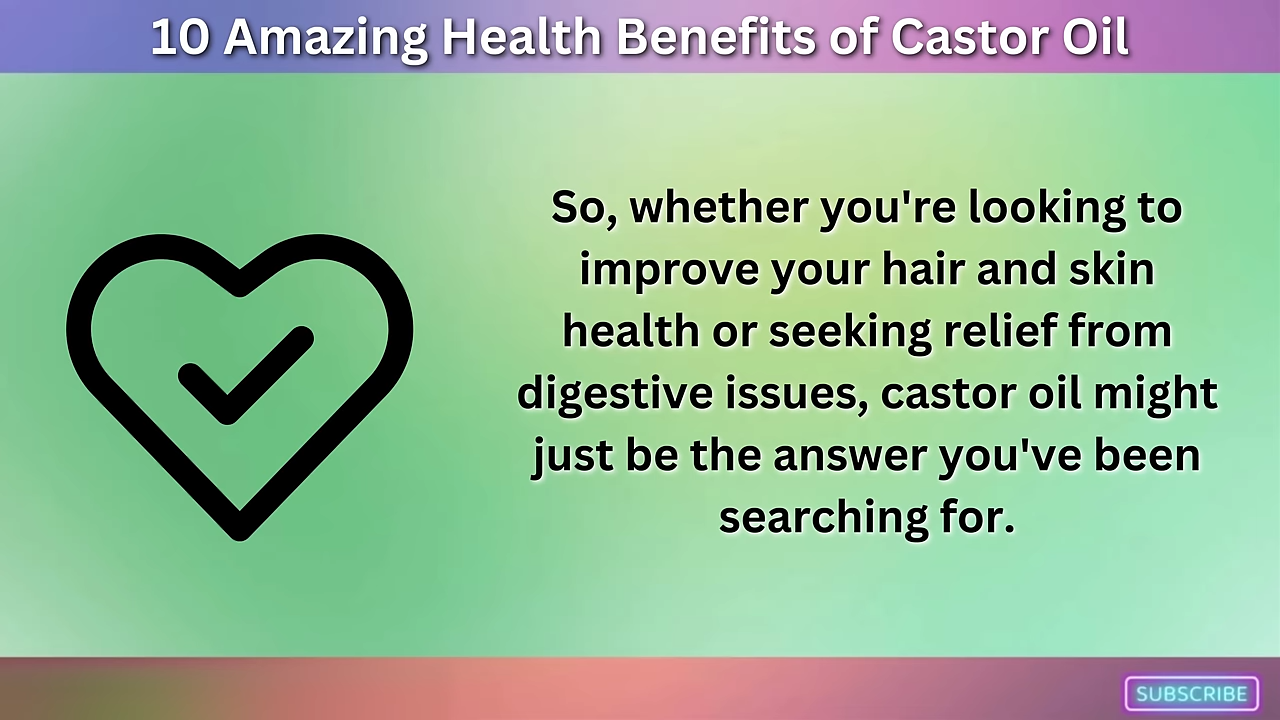 10 Amazing Health Benefits of Castor Oil
So, whether you're looking to
improve your hair and skin
health or seeking relief from
digestive issues, castor oil might
just be the answer you've been
searching for.
SUBSCRIBE